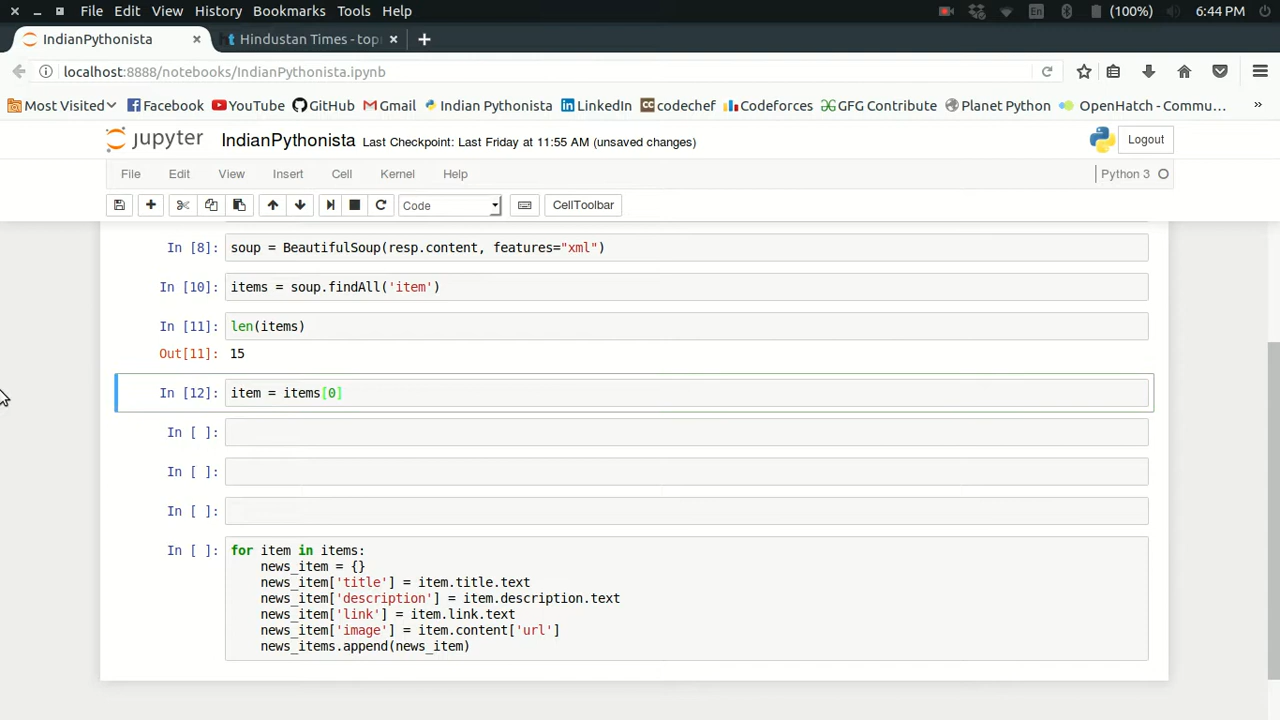 File Edit View History Bookmarks Tools Help En (100%) 6:44 PM
IndianPythonista Hindustan Times - top
localhost:8888/notebooks/IndianPythonista.ipynb
Most Visited Facebook YouTube GitHub Gmail Indian Pythonista LinkedIn codechef Codeforces GFG Contribute Planet Python OpenHatch - Commu... »
jupyter IndianPythonista Last Checkpoint: Last Friday at 11:55 AM (unsaved changes) Logout
File Edit View Insert Cell Kernel Help Python 3
Code CellToolbar
In [8]: soup = BeautifulSoup(resp.content, features="xml")
In [10]: items = soup.findAll('item')
In [11]: len(items)
Out[11]: 15
In [12]: item = items[0]
In [ ]:
In [ ]:
In [ ]:
In [ ]: for item in items:
news_item = {}
news_item['title'] = item.title.text
news_item['description'] = item.description.text
news_item['link'] = item.link.text
news_item['image'] = item.content['url']
news_items.append(news_item)